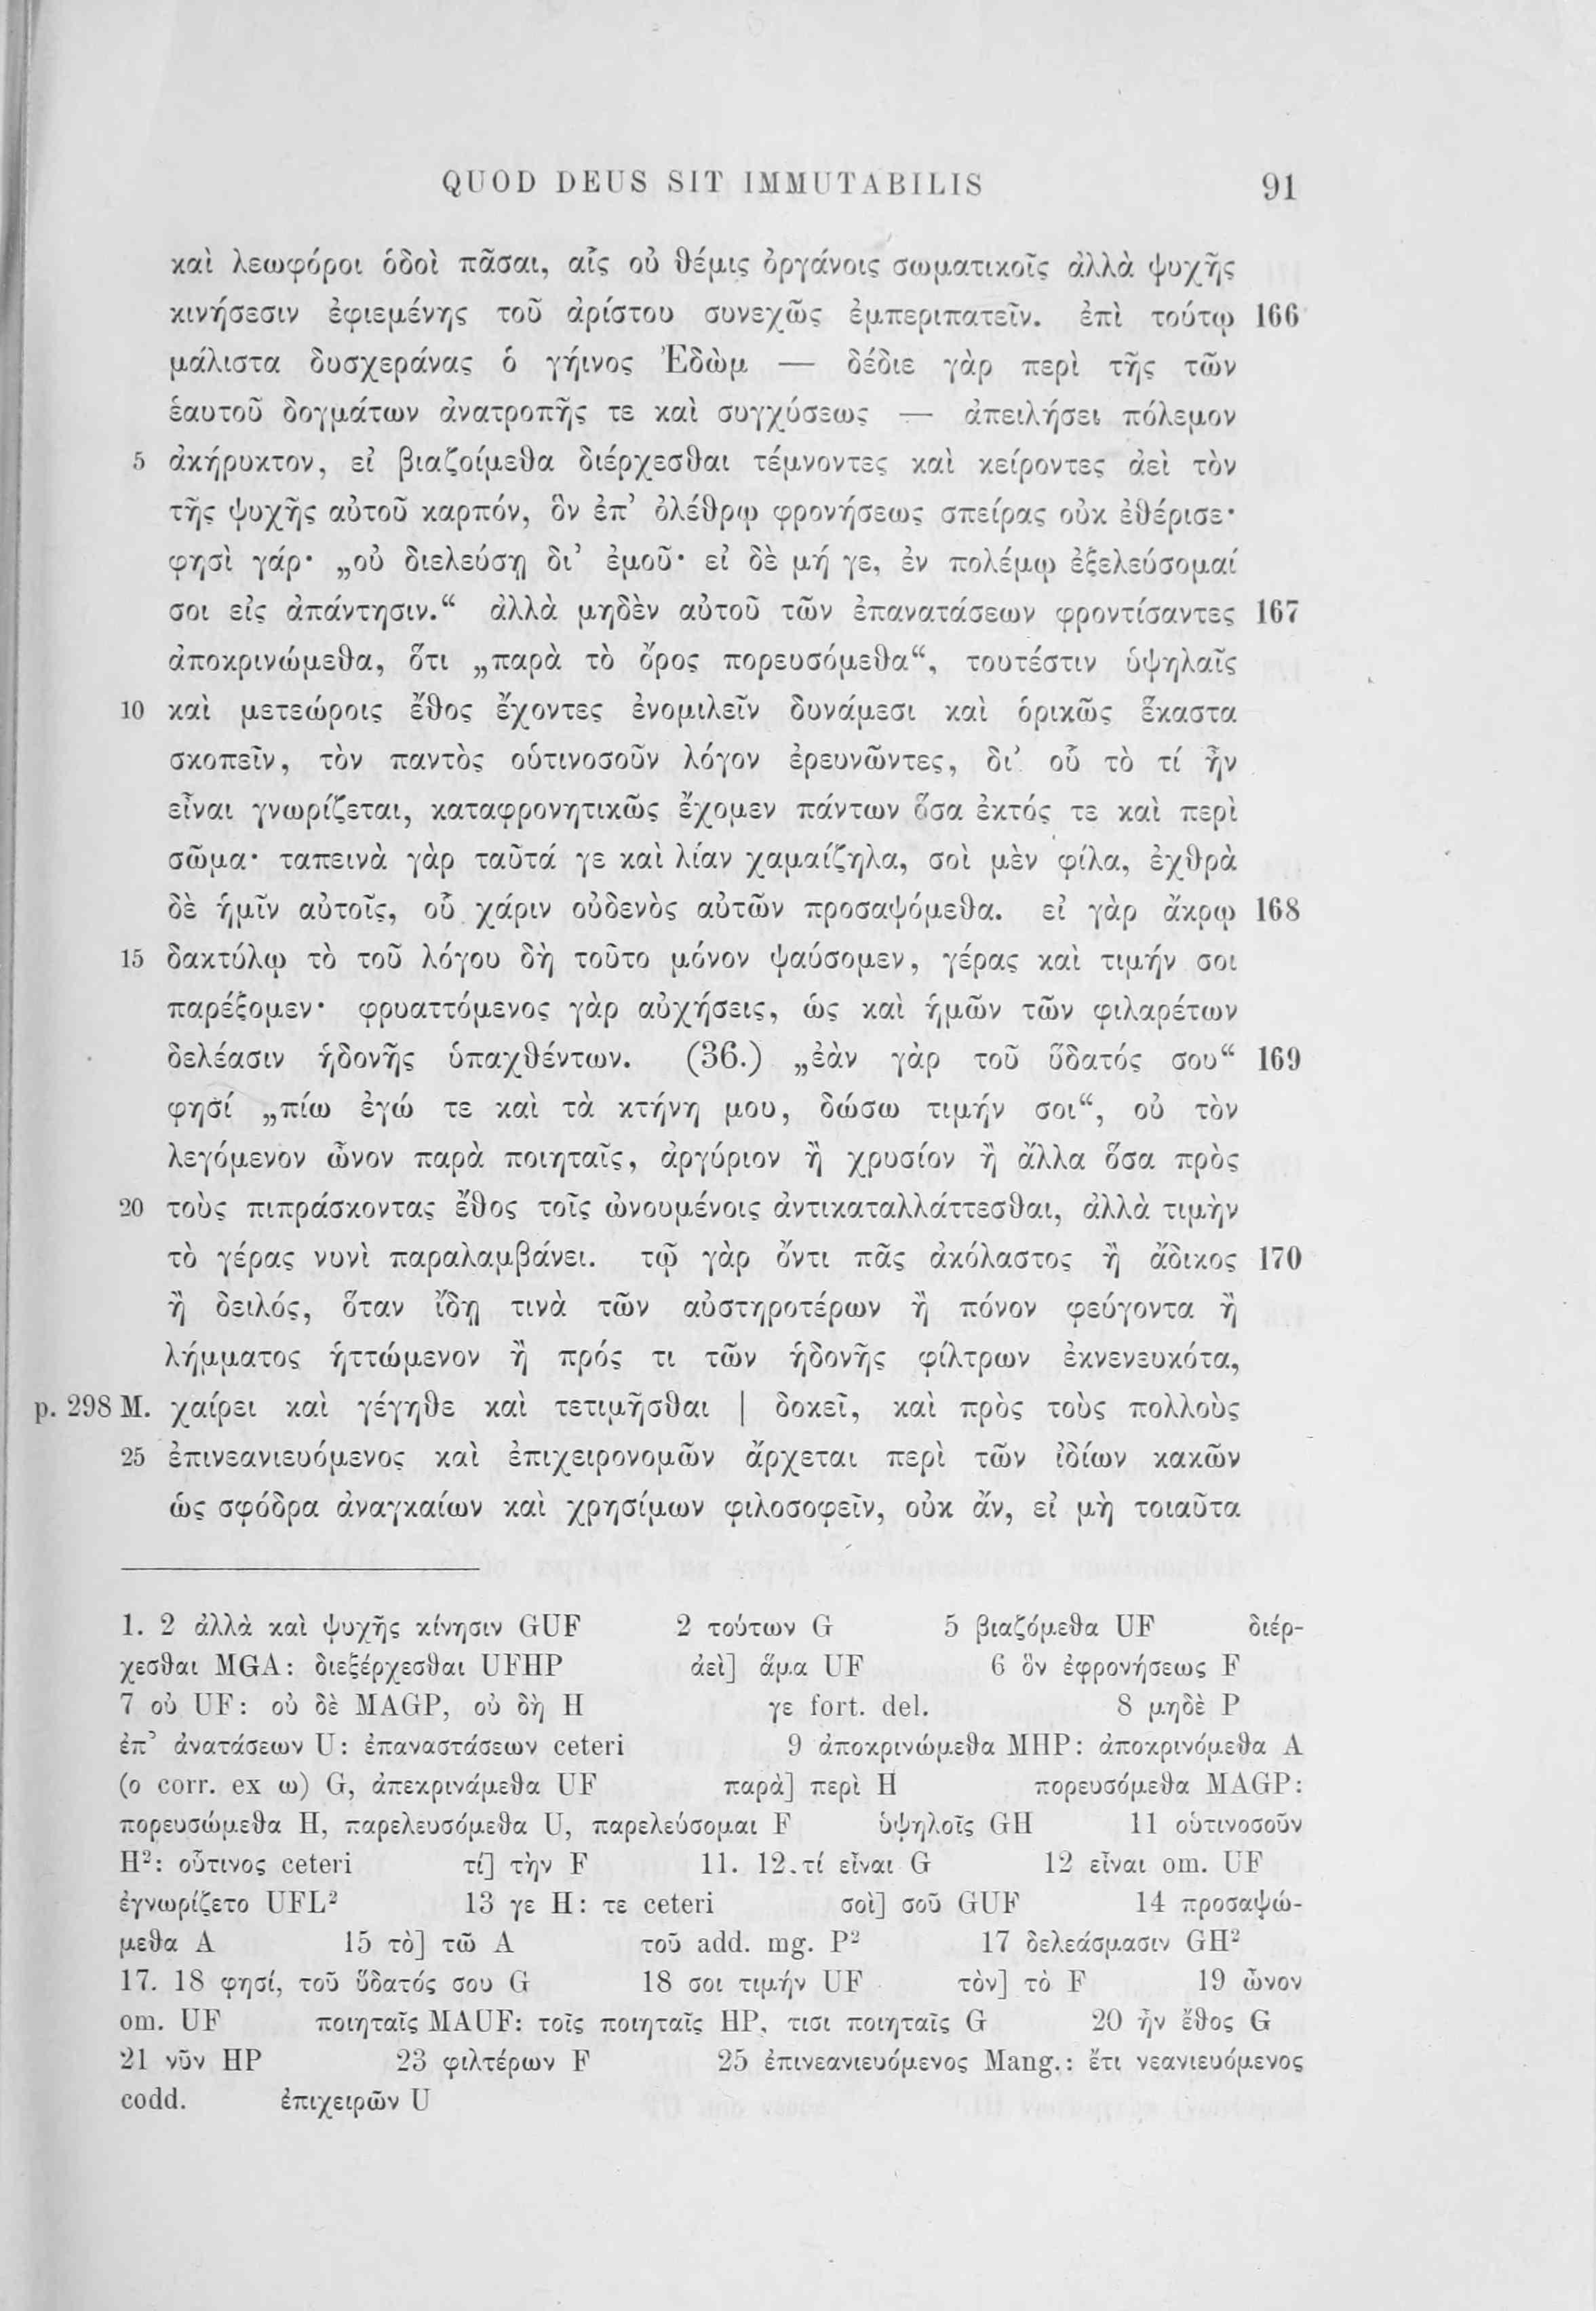 QUOD DEUS SIT IMMUTABILIS 91
καὶ λεωφόροι ὁδοὶ πᾶσαι, αἷς οὐ θέμις ὀργάνοις σωματικοῖς ἀλλὰ ψυχῆς
κινήσεσιν ἐφιεμένης τοῦ ἀρίστου συνεχῶς ἐμπεριπατεῖν. ἐπὶ τούτῳ 166
μάλιστα δυσχεράνας ὁ γήινος Ἐδὼμ — δέδιε γὰρ περὶ τῆς τῶν
ἑαυτοῦ δογμάτων ἀνατροπῆς τε καὶ συγχύσεως — ἀπειλήσει πόλεμον
5 ἀκήρυκτον, εἰ βιαζοίμεθα διέρχεσθαι τέμνοντες καὶ κείροντες ἀεὶ τὸν
τῆς ψυχῆς αὐτοῦ καρπόν, ὃν ἐπ’ ὀλέθρῳ φρονήσεως σπείρας οὐκ ἐθέρισε·
φησὶ γάρ· „οὐ διελεύσῃ δι’ ἐμοῦ· εἰ δὲ μή γε, ἐν πολέμῳ ἐξελεύσομαί
σοι εἰς ἀπάντησιν.“ ἀλλὰ μηδὲν αὐτοῦ τῶν ἐπανατάσεων φροντίσαντες 167
ἀποκρινώμεθα, ὅτι „παρὰ τὸ ὄρος πορευσόμεθα“, τουτέστιν ὑψηλαῖς
10 καὶ μετεώροις ἔθος ἔχοντες ἐνομιλεῖν δυνάμεσι καὶ ὁρικῶς ἕκαστα
σκοπεῖν, τὸν παντὸς οὑτινοσοῦν λόγον ἐρευνῶντες, δι’ οὗ τὸ τί ἦν
εἶναι γνωρίζεται, καταφρονητικῶς ἔχομεν πάντων ὅσα ἐκτός τε καὶ περὶ
σῶμα· ταπεινὰ γὰρ ταῦτά γε καὶ λίαν χαμαίζηλα, σοὶ μὲν φίλα, ἐχθρὰ
δὲ ἡμῖν αὐτοῖς, οὗ χάριν οὐδενὸς αὐτῶν προσαψόμεθα. εἰ γὰρ ἄκρῳ 168
15 δακτύλῳ τὸ τοῦ λόγου δὴ τοῦτο μόνον ψαύσομεν, γέρας καὶ τιμήν σοι
παρέξομεν· φρυαττόμενος γὰρ αὐχήσεις, ὡς καὶ ἡμῶν τῶν φιλαρέτων
δελέασιν ἡδονῆς ὑπαχθέντων. (36.) „ἐὰν γὰρ τοῦ ὕδατός σου“ 169
φησί „πίω ἐγώ τε καὶ τὰ κτήνη μου, δώσω τιμήν σοι“, οὐ τὸν
λεγόμενον ὦνον παρὰ ποιηταῖς, ἀργύριον ἢ χρυσίον ἢ ἄλλα ὅσα πρὸς
20 τοὺς πιπράσκοντας ἔθος τοῖς ὠνουμένοις ἀντικαταλλάττεσθαι, ἀλλὰ τιμὴν
τὸ γέρας νυνὶ παραλαμβάνει. τῷ γὰρ ὄντι πᾶς ἀκόλαστος ἢ ἄδικος 170
ἢ δειλός, ὅταν ἴδῃ τινὰ τῶν αὐστηροτέρων ἢ πόνον φεύγοντα ἢ
λήμματος ἡττώμενον ἢ πρός τι τῶν ἡδονῆς φίλτρων ἐκνενευκότα,
p. 298 M. χαίρει καὶ γέγηθε καὶ τετιμῆσθαι | δοκεῖ, καὶ πρὸς τοὺς πολλοὺς
25 ἐπινεανιευόμενος καὶ ἐπιχειρονομῶν ἄρχεται περὶ τῶν ἰδίων κακῶν
ὡς σφόδρα ἀναγκαίων καὶ χρησίμων φιλοσοφεῖν, οὐκ ἄν, εἰ μὴ τοιαῦτα
1. 2 ἀλλὰ καὶ ψυχῆς κίνησιν GUF 2 τούτων G 5 βιαζόμεθα UF διέρ-
χεσθαι MGA: διεξέρχεσθαι UFHP ἀεὶ] ἅμα UF 6 ὃν ἐφρονήσεως F
7 οὐ UF: οὐ δὲ MAGP, οὐ δὴ H γε fort. del. 8 μηδὲ P
ἐπ’ ἀνατάσεων U: ἐπαναστάσεων ceteri 9 ἀποκρινώμεθα MHP: ἀποκρινόμεθα A
(ο corr. ex ω) G, ἀπεκρινάμεθα UF παρὰ] περὶ H πορευσόμεθα MAGP:
πορευσώμεθα H, παρελευσόμεθα U, παρελεύσομαι F ὑψηλοῖς GH 11 οὑτινοσοῦν
H²: οὗτινος ceteri τί] τὴν F 11. 12. τί εἶναι G 12 εἶναι om. UF
ἐγνωρίζετο UFL² 13 γε H: τε ceteri σοὶ] σοῦ GUF 14 προσαψώ-
μεθα A 15 τὸ] τῶ A τοῦ add. mg. P² 17 δελεάσμασιν GH²
17. 18 φησί, τοῦ ὕδατός σου G 18 σοι τιμήν UF τὸν] τὸ F 19 ὦνον
om. UF ποιηταῖς MAUF: τοῖς ποιηταῖς HP, τισι ποιηταῖς G 20 ἦν ἔθος G
21 νῦν HP 23 φιλτέρων F 25 ἐπινεανιευόμενος Mang.: ἔτι νεανιευόμενος
codd. ἐπιχειρῶν U